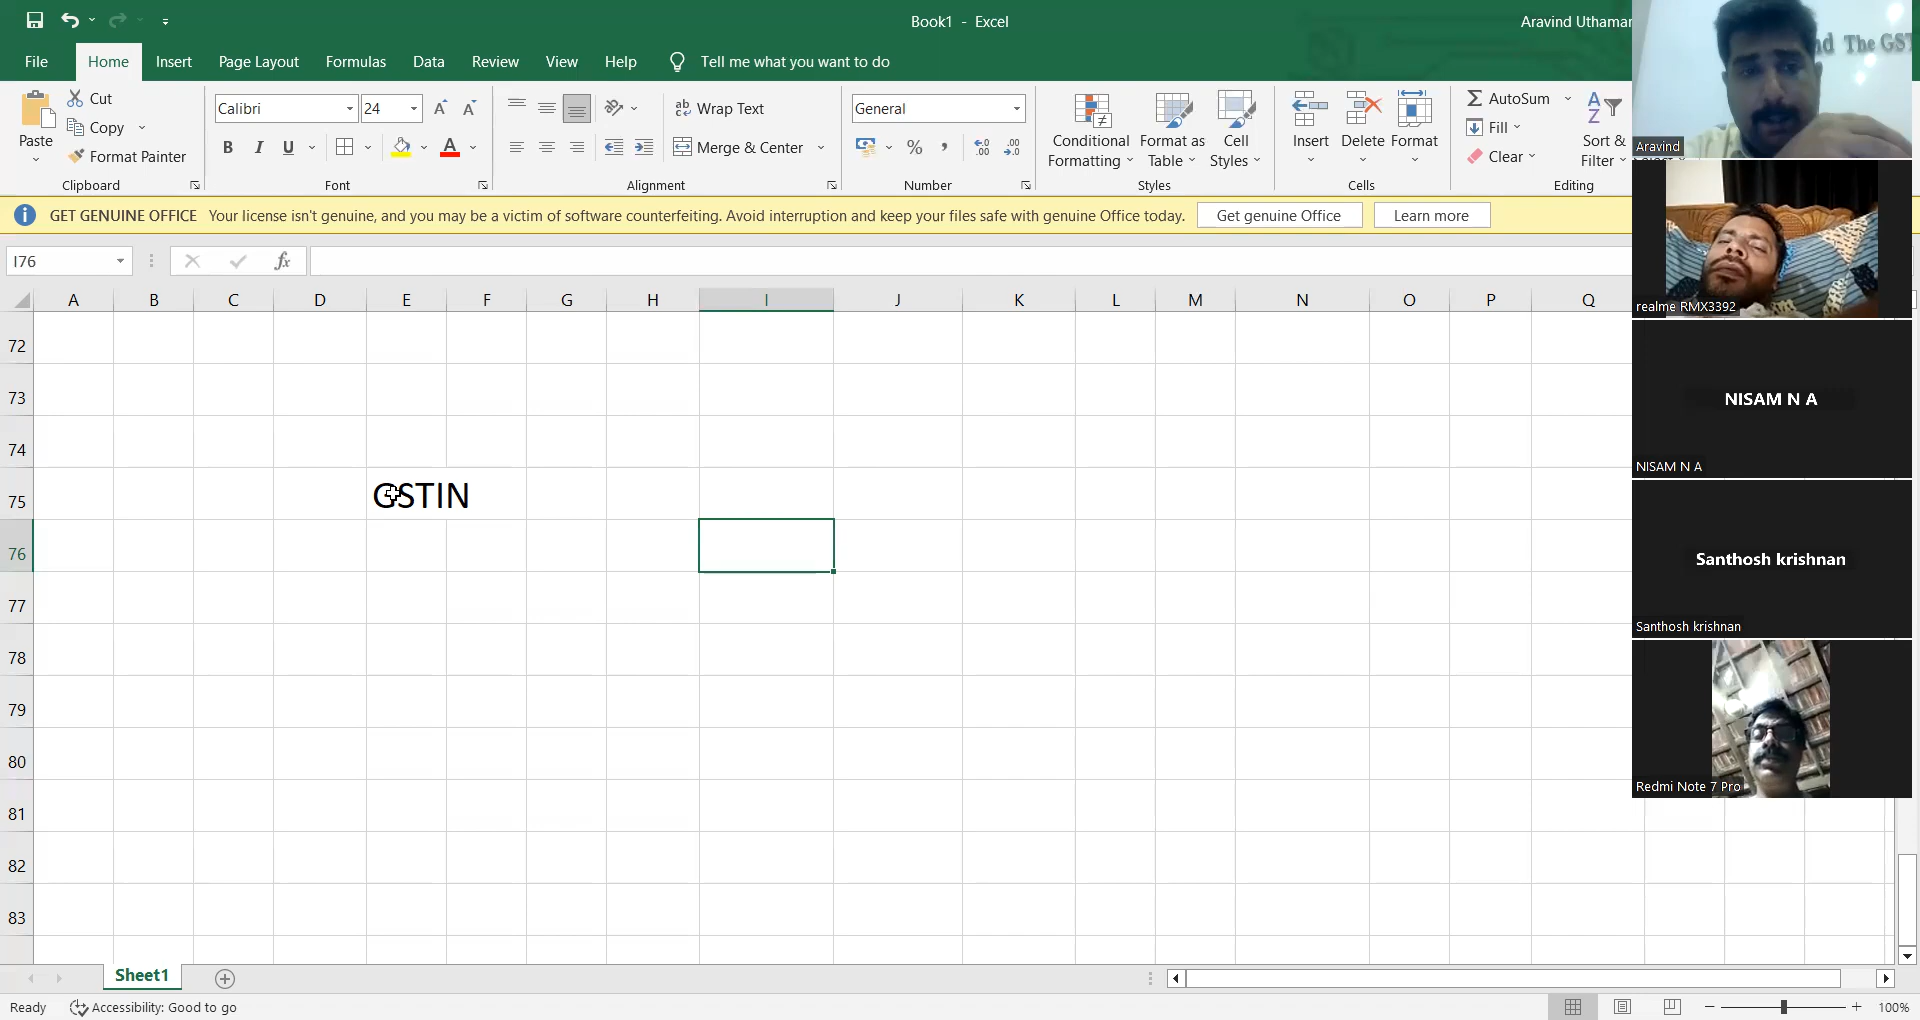 Book1 - Excel
Aravind Uthaman
File Home Insert Page Layout Formulas Data Review View Help Tell me what you want to do
Cut
Copy
Format Painter
Paste
Clipboard
Calibri 24
B I U
Font
Wrap Text
Merge & Center
Alignment
General
Number
Conditional Formatting
Format as Table
Cell Styles
Styles
Insert Delete Format
Cells
AutoSum
Fill
Clear
Sort & Filter
Editing
GET GENUINE OFFICE Your license isn't genuine, and you may be a victim of software counterfeiting. Avoid interruption and keep your files safe with genuine Office today. Get genuine Office Learn more
I76 fx
A B C D E F G H I J K L M N O P Q
72
73
74
75 GSTIN
76
77
78
79
80
81
82
83
The GST
Aravind
realme RMX3392
NISAM N A
NISAM N A
Santhosh krishnan
Santhosh krishnan
Redmi Note 7 Pro
Sheet1
Ready Accessibility: Good to go 100%